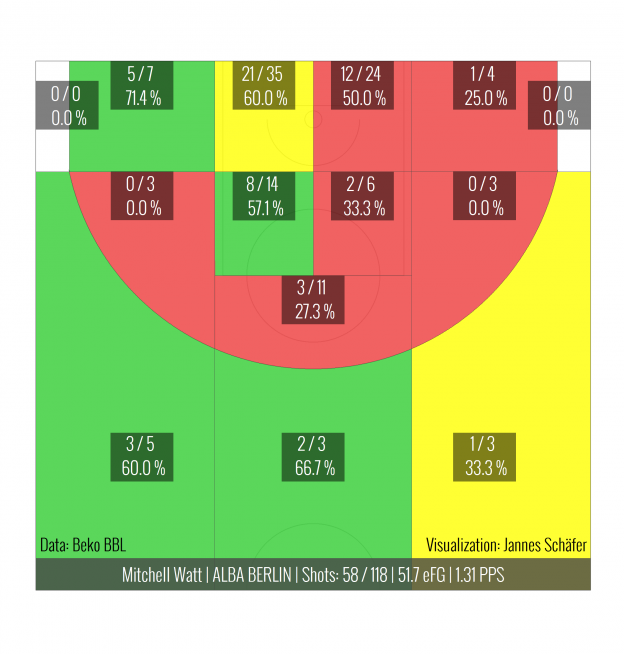 5 / 7
71.4 %
21 / 35
60.0 %
12 / 24
50.0 %
1 / 4
25.0 %
0 / 0
0.0 %
0 / 0
0.0 %
0 / 3
0.0 %
8 / 14
57.1 %
2 / 6
33.3 %
0 / 3
0.0 %
3 / 11
27.3 %
3 / 5
60.0 %
2 / 3
66.7 %
1 / 3
33.3 %
Data: Beko BBL
Visualization: Jannes Schäfer
Mitchell Watt | ALBA BERLIN | Shots: 58 / 118 | 51.7 eFG | 1.31 PPS